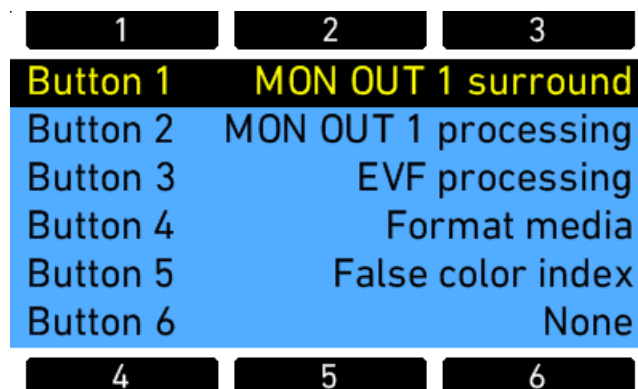 1 2 3
Button 1 MON OUT 1 surround
Button 2 MON OUT 1 processing
Button 3 EVF processing
Button 4 Format media
Button 5 False color index
Button 6 None
4 5 6